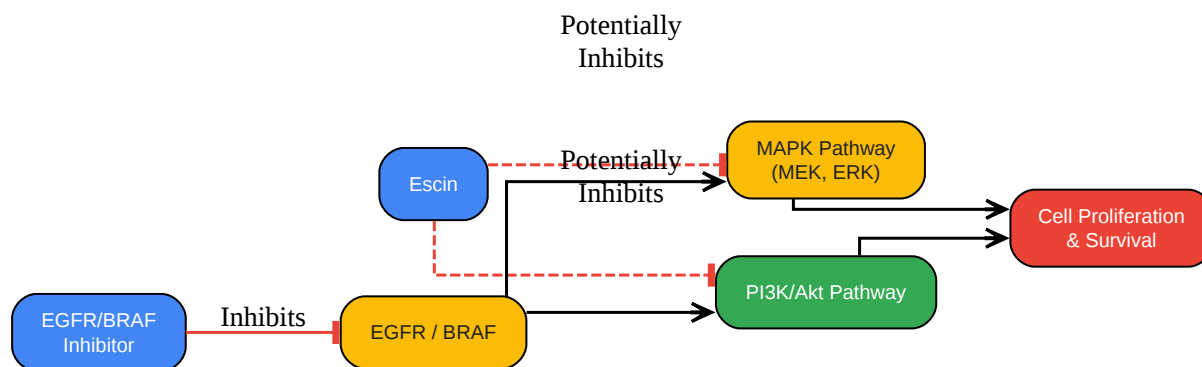 Potentially
Inhibits
MAPK Pathway
(MEK, ERK)
Potentially
Inhibits
Escin
Cell Proliferation
& Survival
PI3K/Akt Pathway
EGFR/BRAF
Inhibitor
Inhibits
EGFR / BRAF